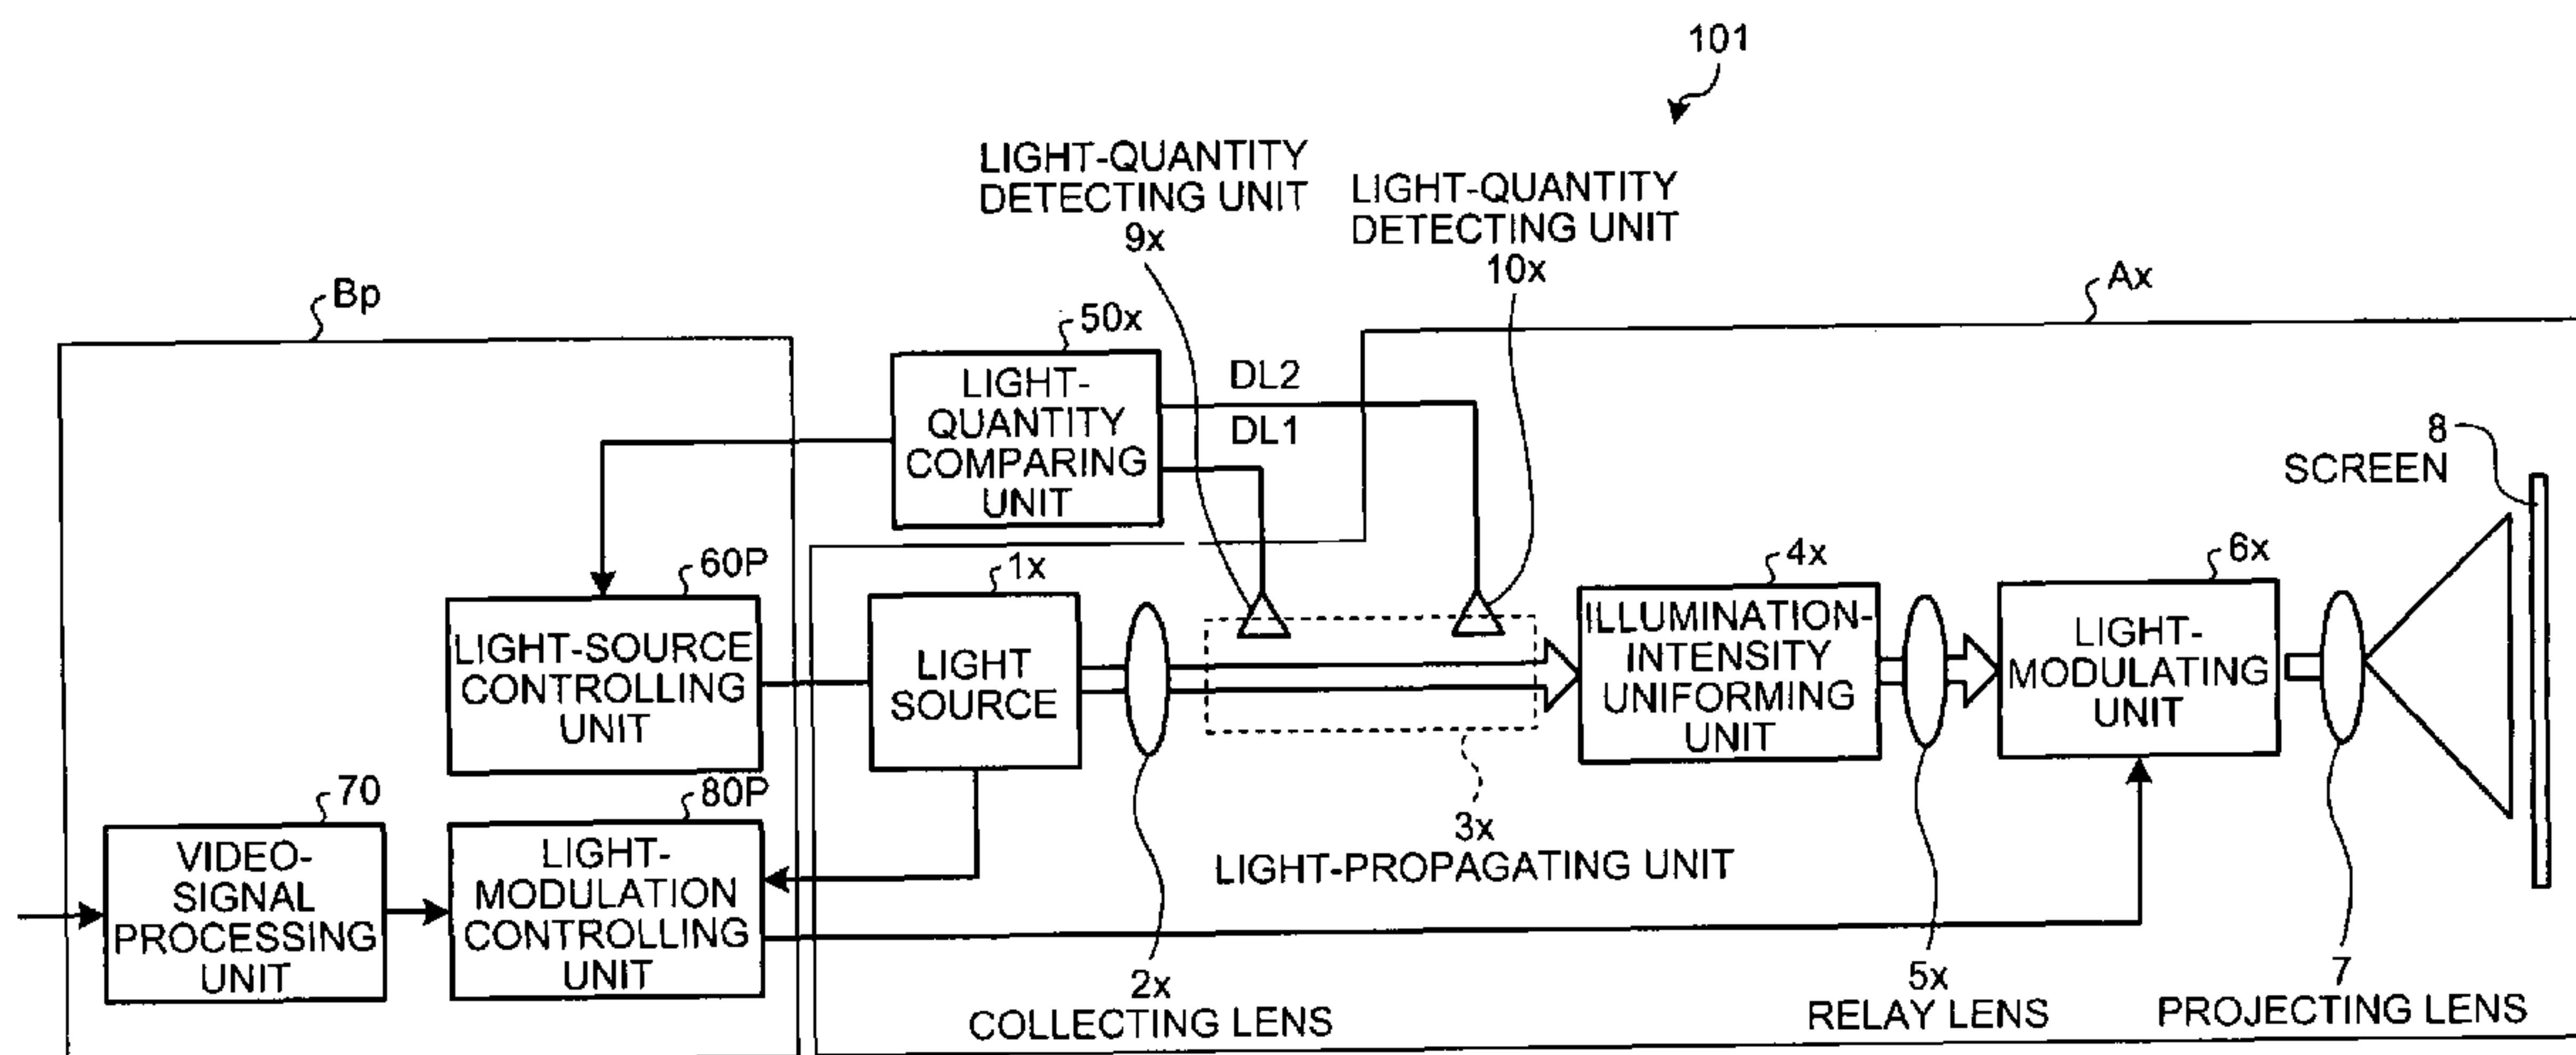 101
LIGHT-QUANTITY
DETECTING UNIT
9x
LIGHT-QUANTITY
DETECTING UNIT
10x
Bp
Ax
50x
LIGHT-
QUANTITY
COMPARING
UNIT
DL2
DL1
8
SCREEN
60P
LIGHT-SOURCE
CONTROLLING
UNIT
1x
LIGHT
SOURCE
4x
ILLUMINATION-
INTENSITY
UNIFORMING
UNIT
6x
LIGHT-
MODULATING
UNIT
70
VIDEO-
SIGNAL
PROCESSING
UNIT
80P
LIGHT-
MODULATION
CONTROLLING
UNIT
3x
LIGHT-PROPAGATING UNIT
2x
COLLECTING LENS
5x
RELAY LENS
7
PROJECTING LENS